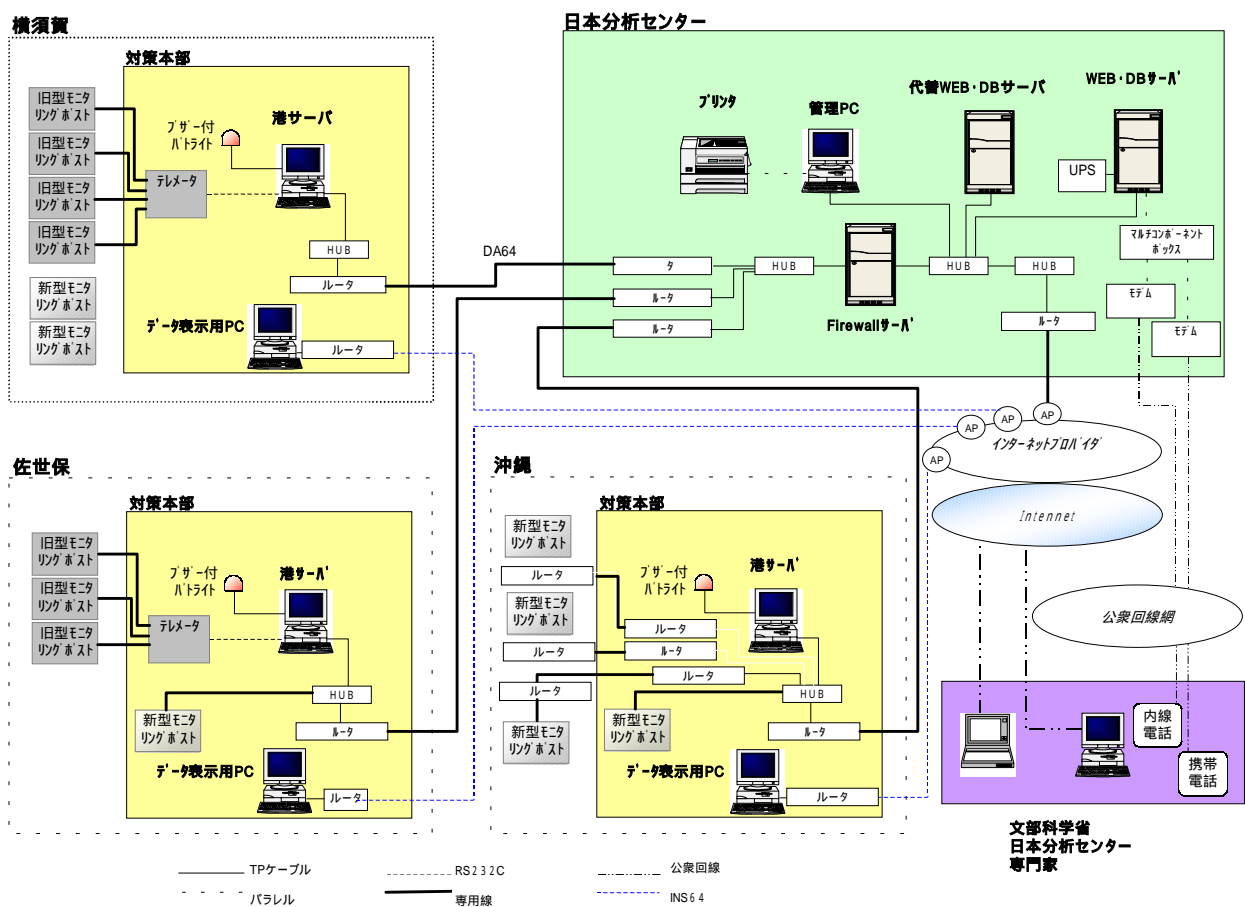 横須賀
対策本部
旧型モニタ
リングポスト
旧型モニタ
リングポスト
旧型モニタ
リングポスト
旧型モニタ
リングポスト
新型モニタ
リングポスト
新型モニタ
リングポスト
テレメータ
ブザー付
パトライト
港サーバ
HUB
ルータ
データ表示用PC
ルータ
DA64
日本分析センター
プリンタ
管理PC
代替WEB・DBサーバ
WEB・DBサーバ
UPS
マルチコンポーネント
ボックス
タ
ルータ
ルータ
HUB
Firewallサーバ
HUB
HUB
ルータ
モデム
モデム
AP
AP
AP
AP
インターネットプロバイダ
Intennet
公衆回線網
内線
電話
携帯
電話
文部科学省
日本分析センター
専門家
佐世保
対策本部
旧型モニタ
リングポスト
旧型モニタ
リングポスト
旧型モニタ
リングポスト
テレメータ
ブザー付
パトライト
港サーバ
HUB
新型モニタ
リングポスト
ルータ
データ表示用PC
ルータ
沖縄
対策本部
新型モニタ
リングポスト
ルータ
新型モニタ
リングポスト
ルータ
ルータ
新型モニタ
リングポスト
ブザー付
パトライト
港サーバ
ルータ
ルータ
ルータ
HUB
新型モニタ
リングポスト
ルータ
データ表示用PC
ルータ
TPケーブル
RS232C
公衆回線
パラレル
専用線
INS64